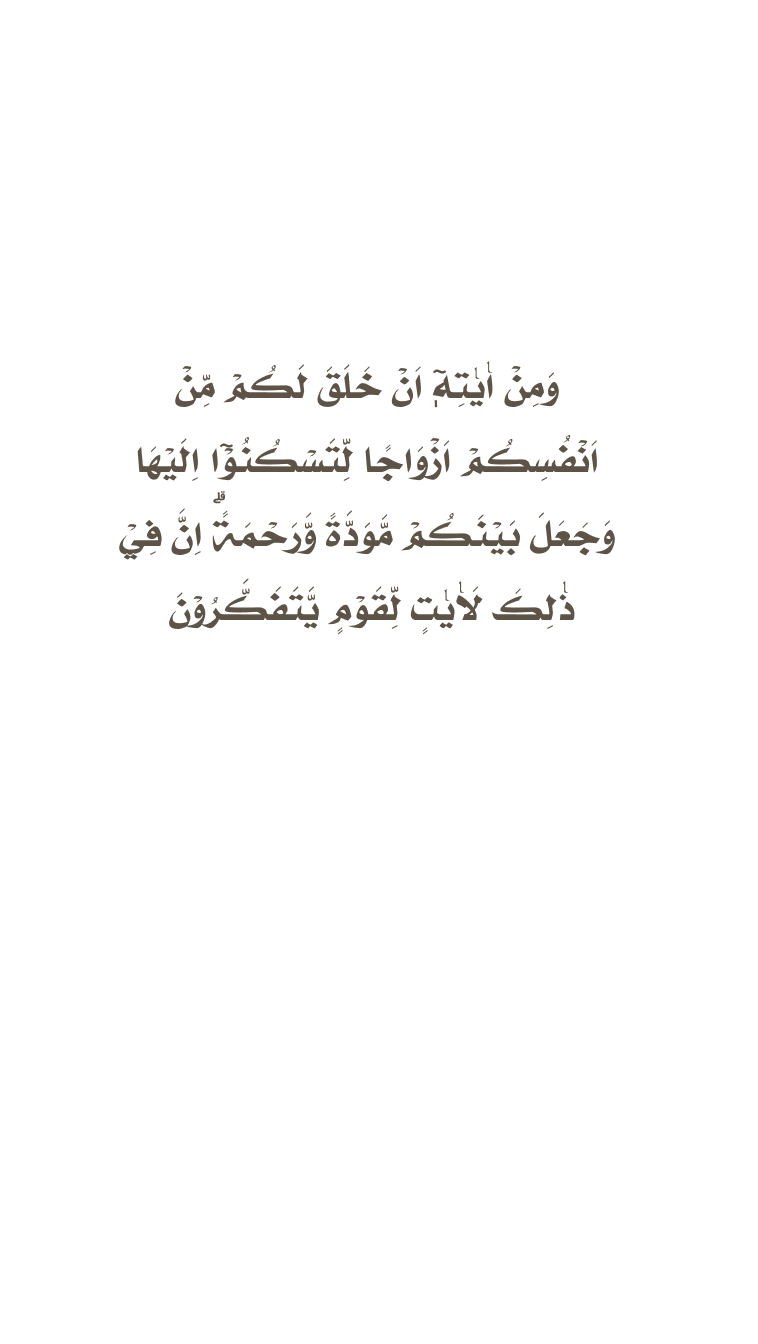 وَمِنْ اٰيٰتِهٖٓ اَنْ خَلَقَ لَكُمْ مِّنْ
اَنْفُسِكُمْ اَزْوَاجًا لِّتَسْكُنُوْٓا اِلَيْهَا
وَجَعَلَ بَيْنَكُمْ مَّوَدَّةً وَّرَحْمَةً ۗاِنَّ فِيْ
ذٰلِكَ لَاٰيٰتٍ لِّقَوْمٍ يَّتَفَكَّرُوْنَ